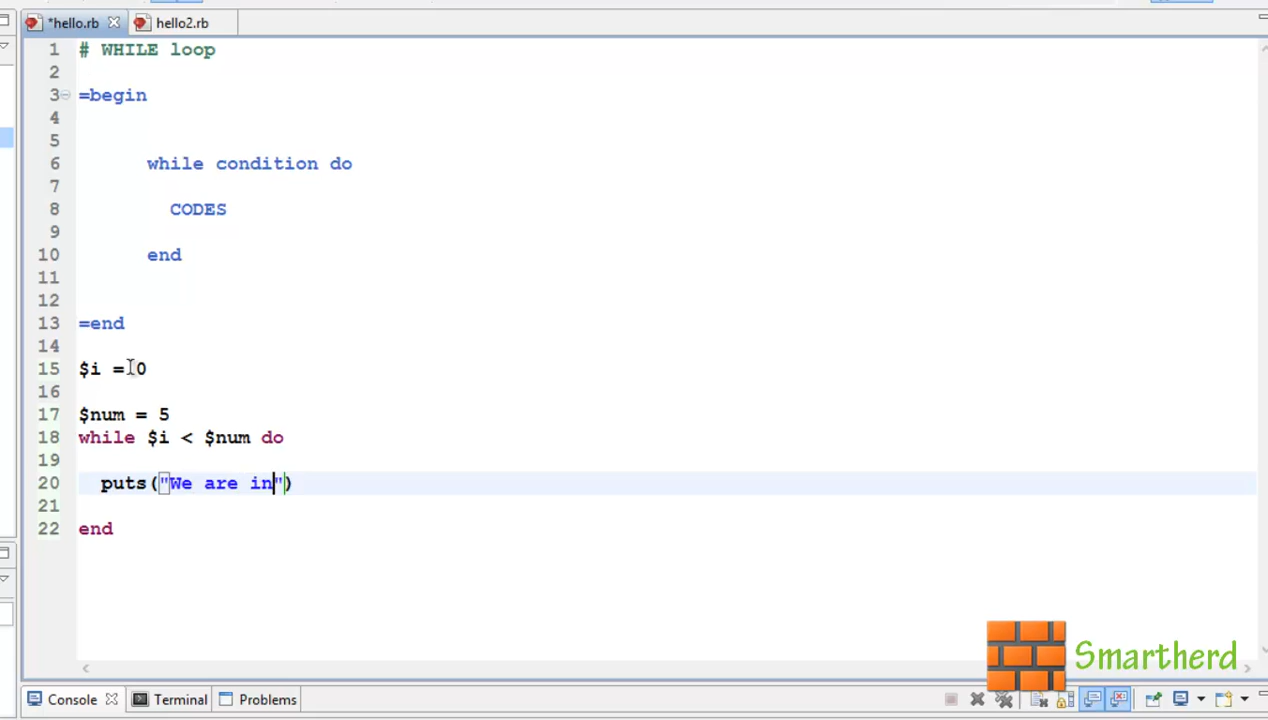 *hello.rb hello2.rb
1 # WHILE loop
2
3 =begin
4
5
6 while condition do
7
8 CODES
9
10 end
11
12
13 =end
14
15 $i = 0
16
17 $num = 5
18 while $i < $num do
19
20 puts("We are in")
21
22 end
Smartherd
Console Terminal Problems